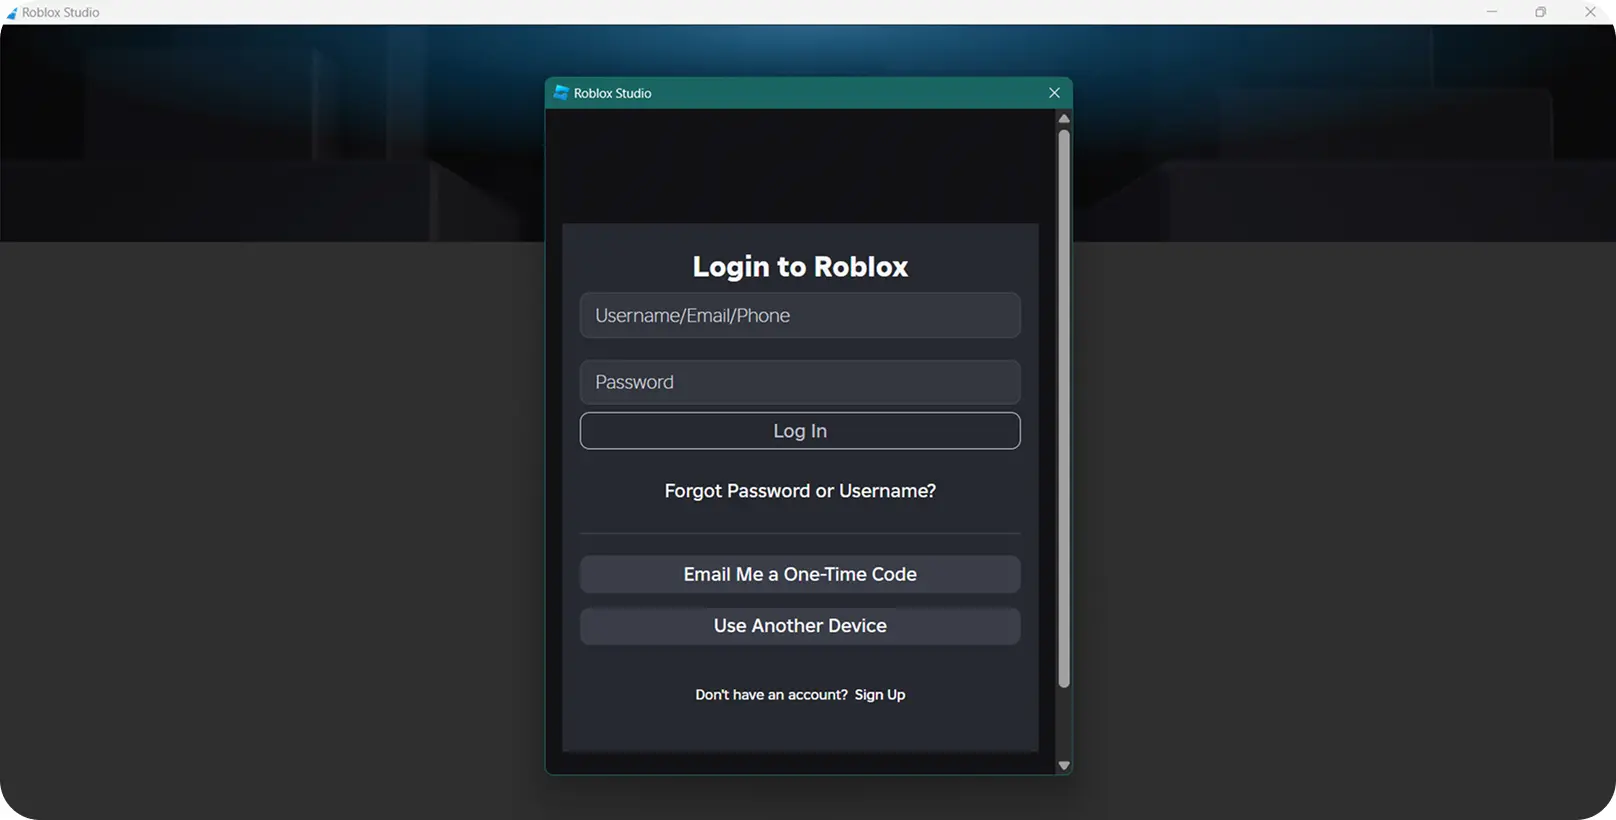 Roblox Studio
Roblox Studio
Login to Roblox
Username/Email/Phone
Password
Log In
Forgot Password or Username?
Email Me a One-Time Code
Use Another Device
Don't have an account? Sign Up